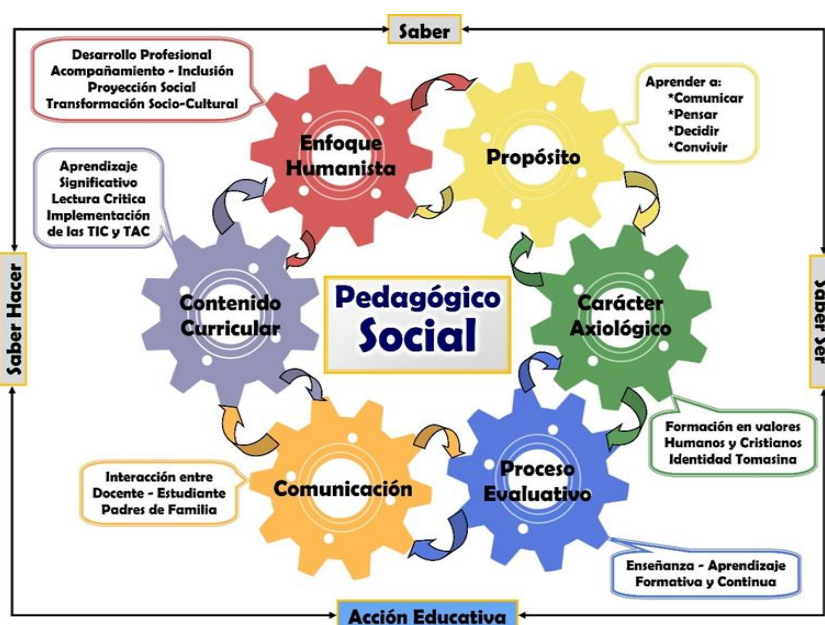 Saber
Desarrollo Profesional
Acompañamiento - Inclusión
Proyección Social
Transformación Socio-Cultural
Enfoque
Humanista
Propósito
Aprender a:
*Comunicar
*Pensar
*Decidir
*Convivir
Aprendizaje
Significativo
Lectura Critica
Implementación
de las TIC y TAC
Saber Hacer
Contenido
Curricular
Pedagógico
Social
Carácter
Axiológico
Saber Ser
Formación en valores
Humanos y Cristianos
Identidad Tomasina
Interacción entre
Docente - Estudiante
Padres de Familia
Comunicación
Proceso
Evaluativo
Enseñanza - Aprendizaje
Formativa y Continua
Acción Educativa